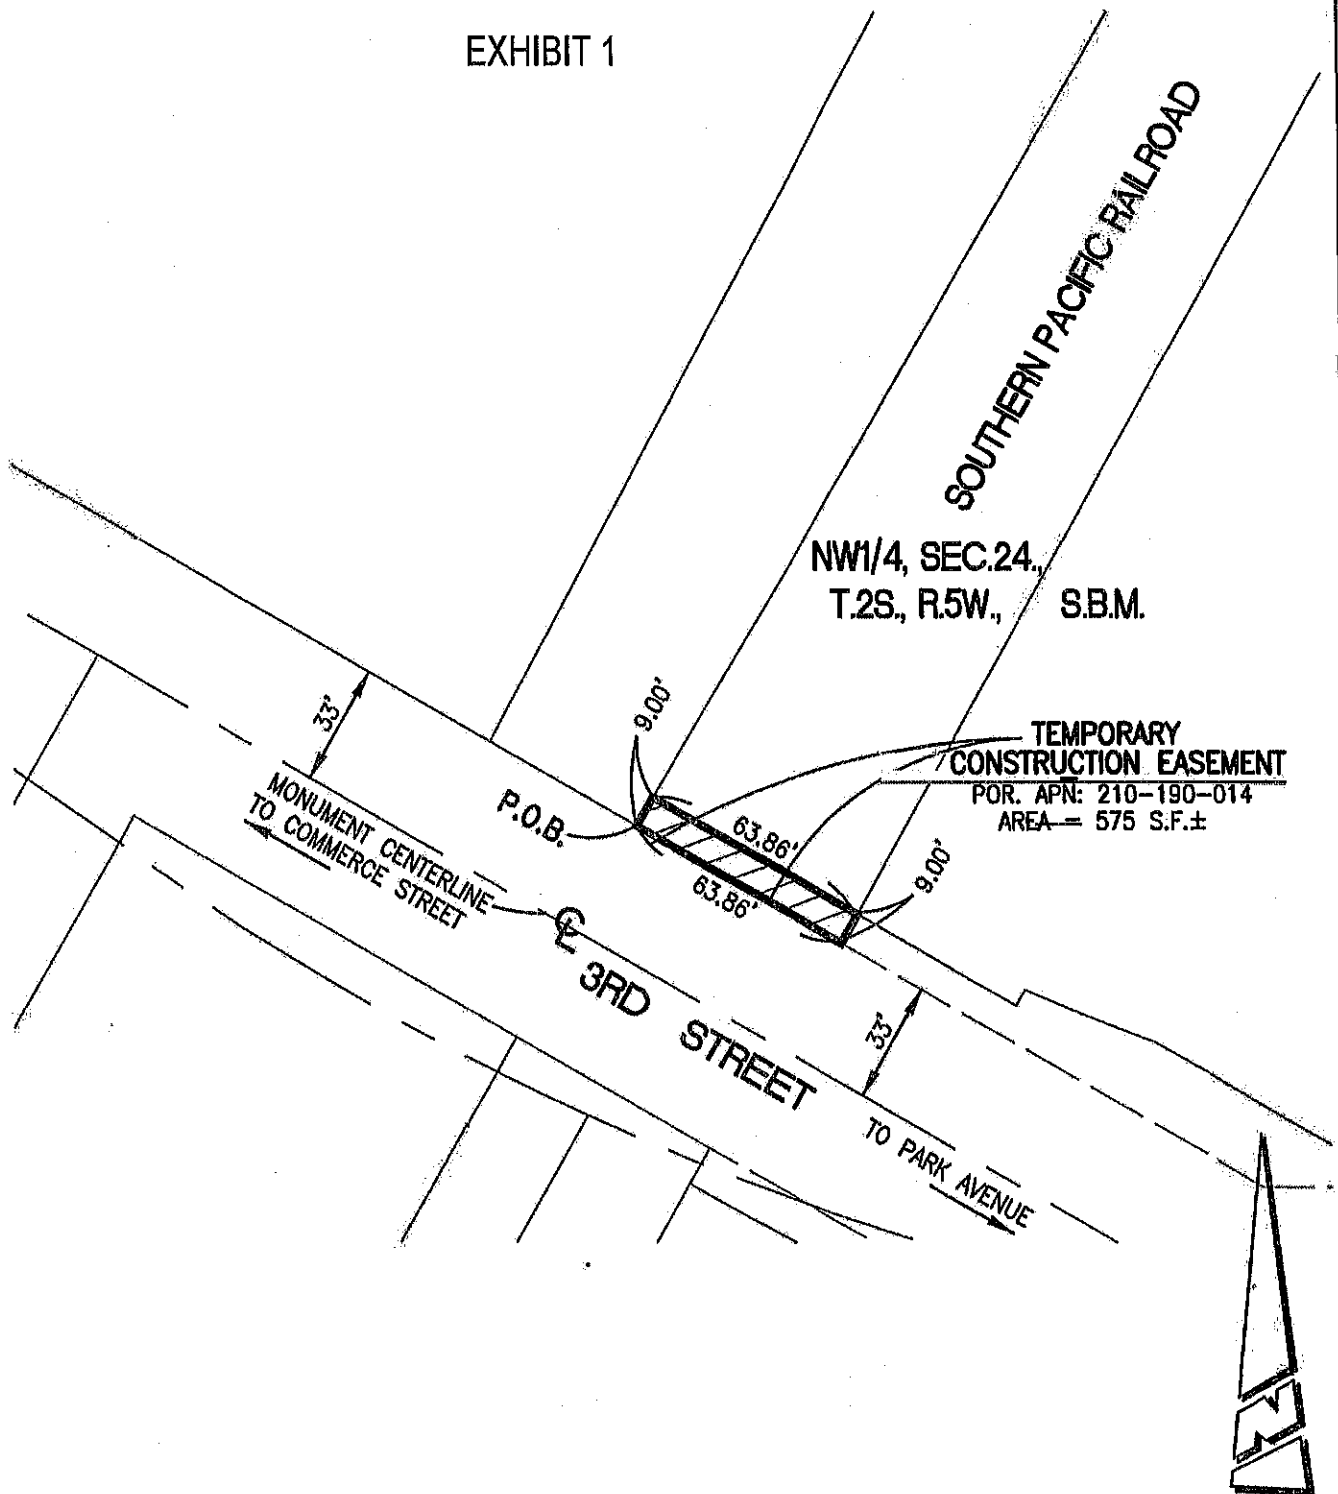 EXHIBIT 1
SOUTHERN PACIFIC RAILROAD
NW1/4, SEC.24.,
T.2S., R.5W., S.B.M.
33'
9.00'
TEMPORARY
CONSTRUCTION EASEMENT
POR. APN: 210-190-014
AREA = 575 S.F.±
P.O.B.
63.86'
63.86'
9.00'
MONUMENT CENTERLINE
TO COMMERCE STREET
℄
3RD STREET
33'
TO PARK AVENUE
N